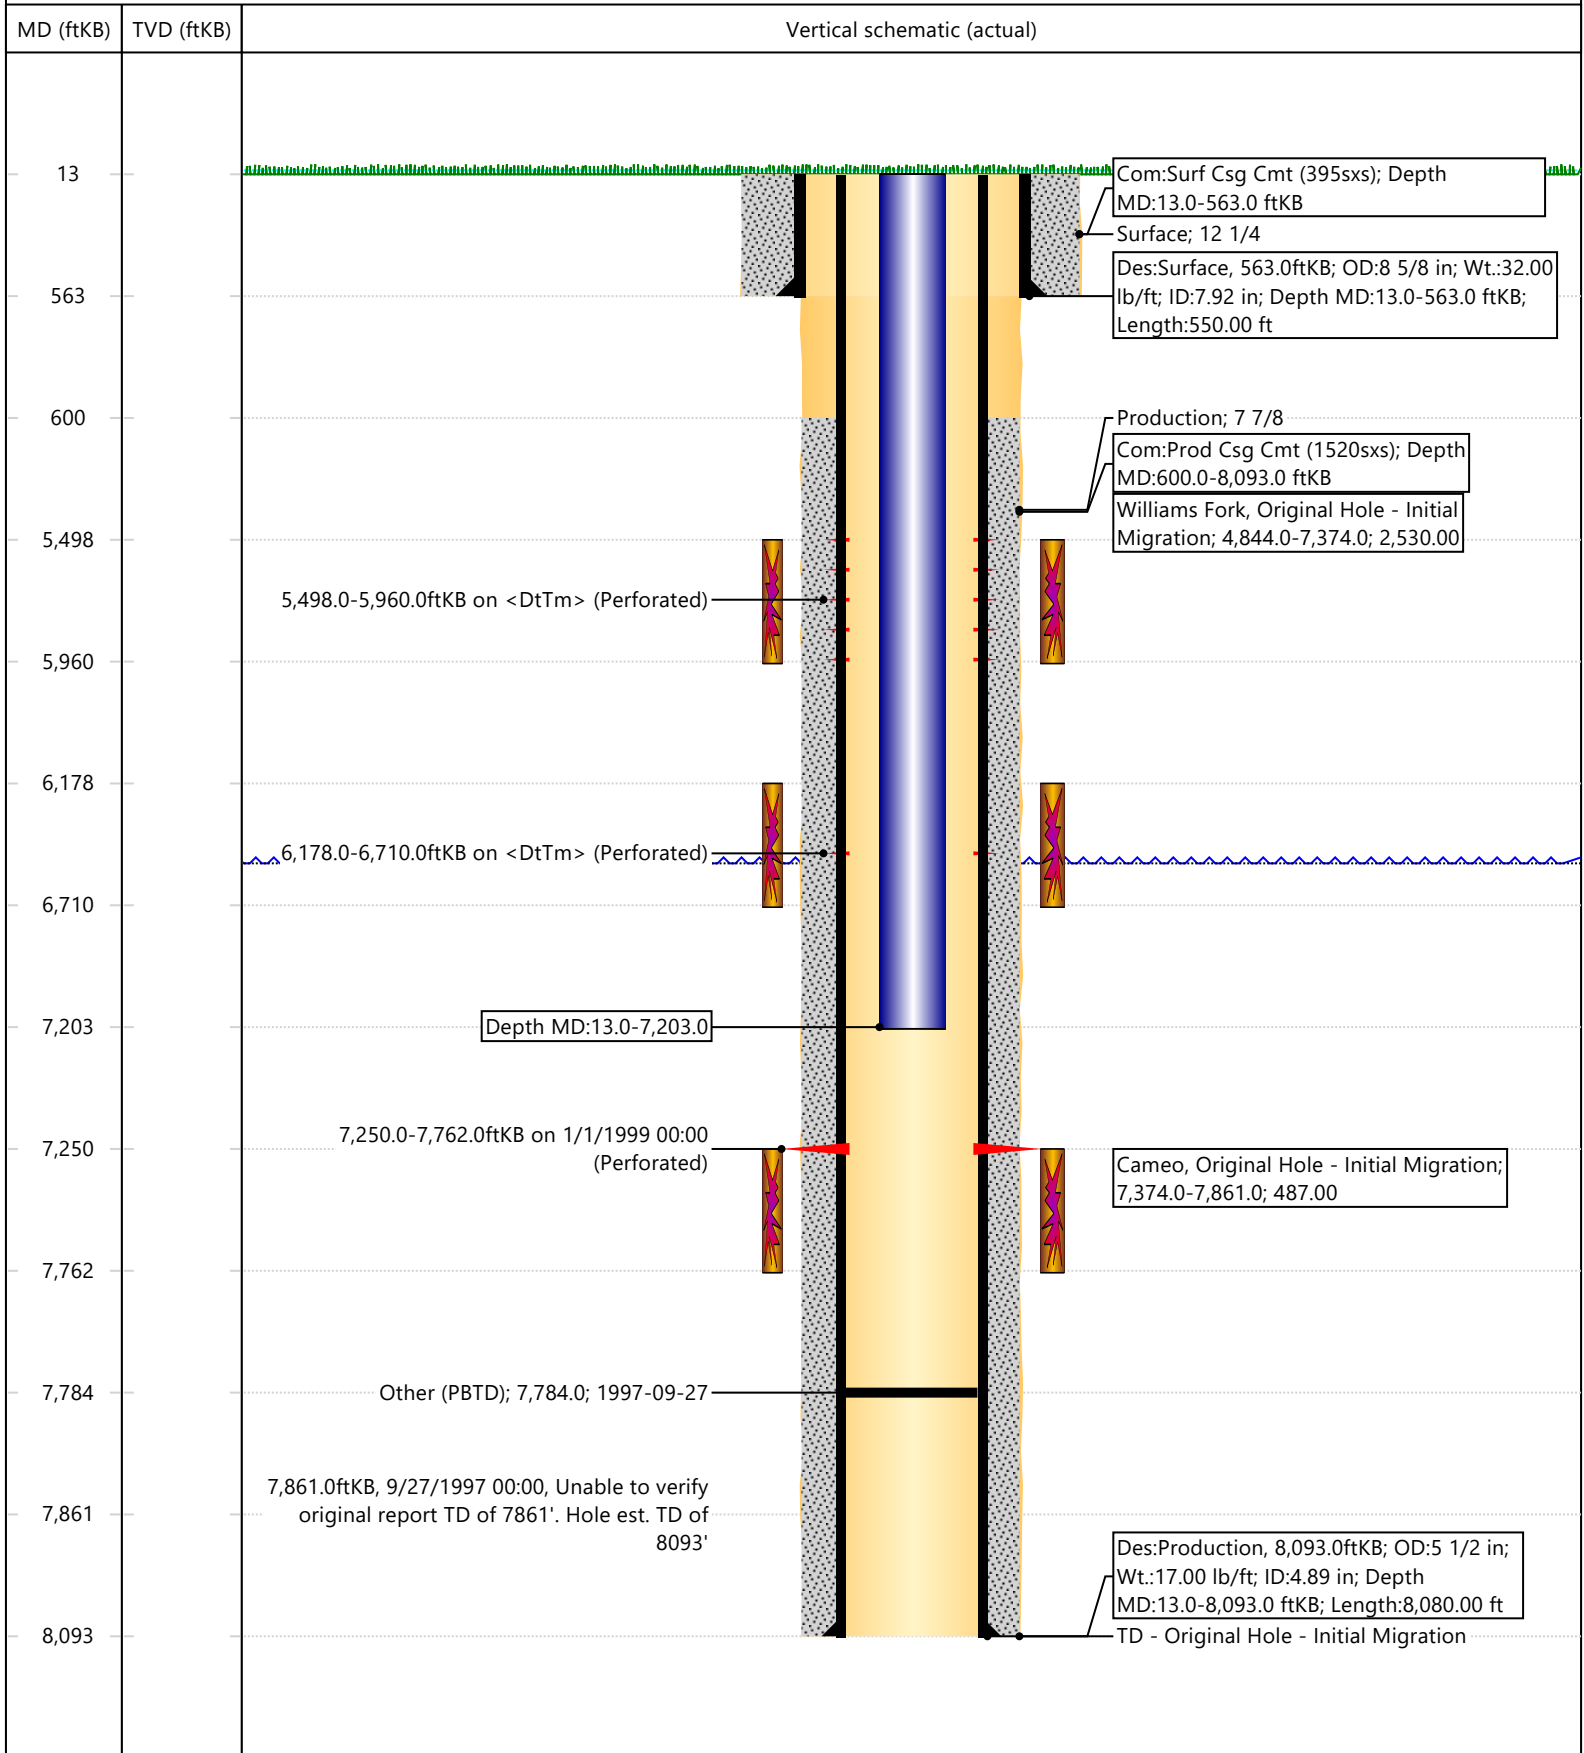 MD (ftKB)
TVD (ftKB)
Vertical schematic (actual)
13
Com:Surf Csg Cmt (395sxs); Depth
MD:13.0-563.0 ftKB
Surface; 12 1/4
Des:Surface, 563.0ftKB; OD:8 5/8 in; Wt.:32.00
lb/ft; ID:7.92 in; Depth MD:13.0-563.0 ftKB;
Length:550.00 ft
563
600
Production; 7 7/8
Com:Prod Csg Cmt (1520sxs); Depth
MD:600.0-8,093.0 ftKB
Williams Fork, Original Hole - Initial
Migration; 4,844.0-7,374.0; 2,530.00
5,498
5,498.0-5,960.0ftKB on <DtTm> (Perforated)
5,960
6,178
6,178.0-6,710.0ftKB on <DtTm> (Perforated)
6,710
7,203
Depth MD:13.0-7,203.0
7,250.0-7,762.0ftKB on 1/1/1999 00:00
(Perforated)
7,250
Cameo, Original Hole - Initial Migration;
7,374.0-7,861.0; 487.00
7,762
7,784
Other (PBTD); 7,784.0; 1997-09-27
7,861.0ftKB, 9/27/1997 00:00, Unable to verify
original report TD of 7861'. Hole est. TD of
8093'
7,861
Des:Production, 8,093.0ftKB; OD:5 1/2 in;
Wt.:17.00 lb/ft; ID:4.89 in; Depth
MD:13.0-8,093.0 ftKB; Length:8,080.00 ft
8,093
TD - Original Hole - Initial Migration